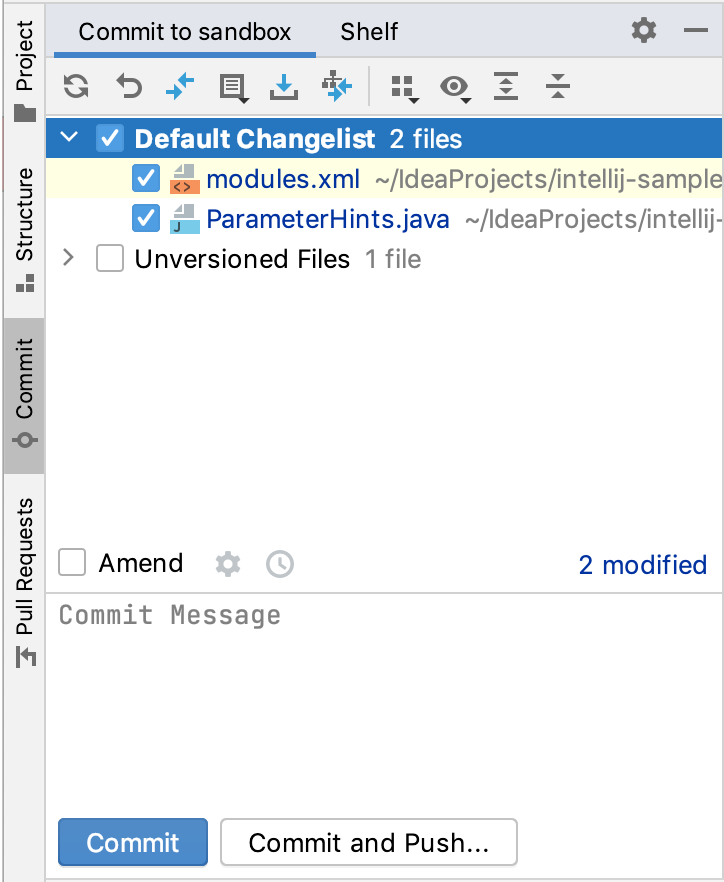 Project
Structure
Commit
Pull Requests
Commit to sandbox Shelf
Default Changelist 2 files
modules.xml ~/IdeaProjects/intellij-sample
ParameterHints.java ~/IdeaProjects/intellij-
Unversioned Files 1 file
Amend 2 modified
Commit Message
Commit Commit and Push...